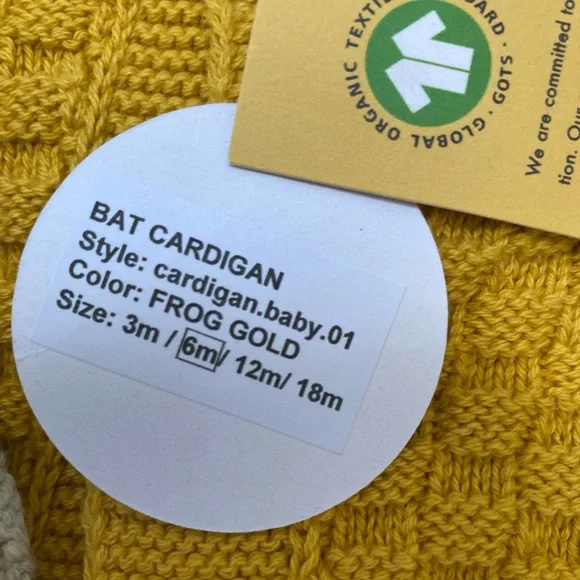 GLOBAL ORGANIC TEXTILE STANDARD · GOTS ·
We are committed to
tion. Our
BAT CARDIGAN
Style: cardigan.baby.01
Color: FROG GOLD
Size: 3m / 6m/ 12m/ 18m